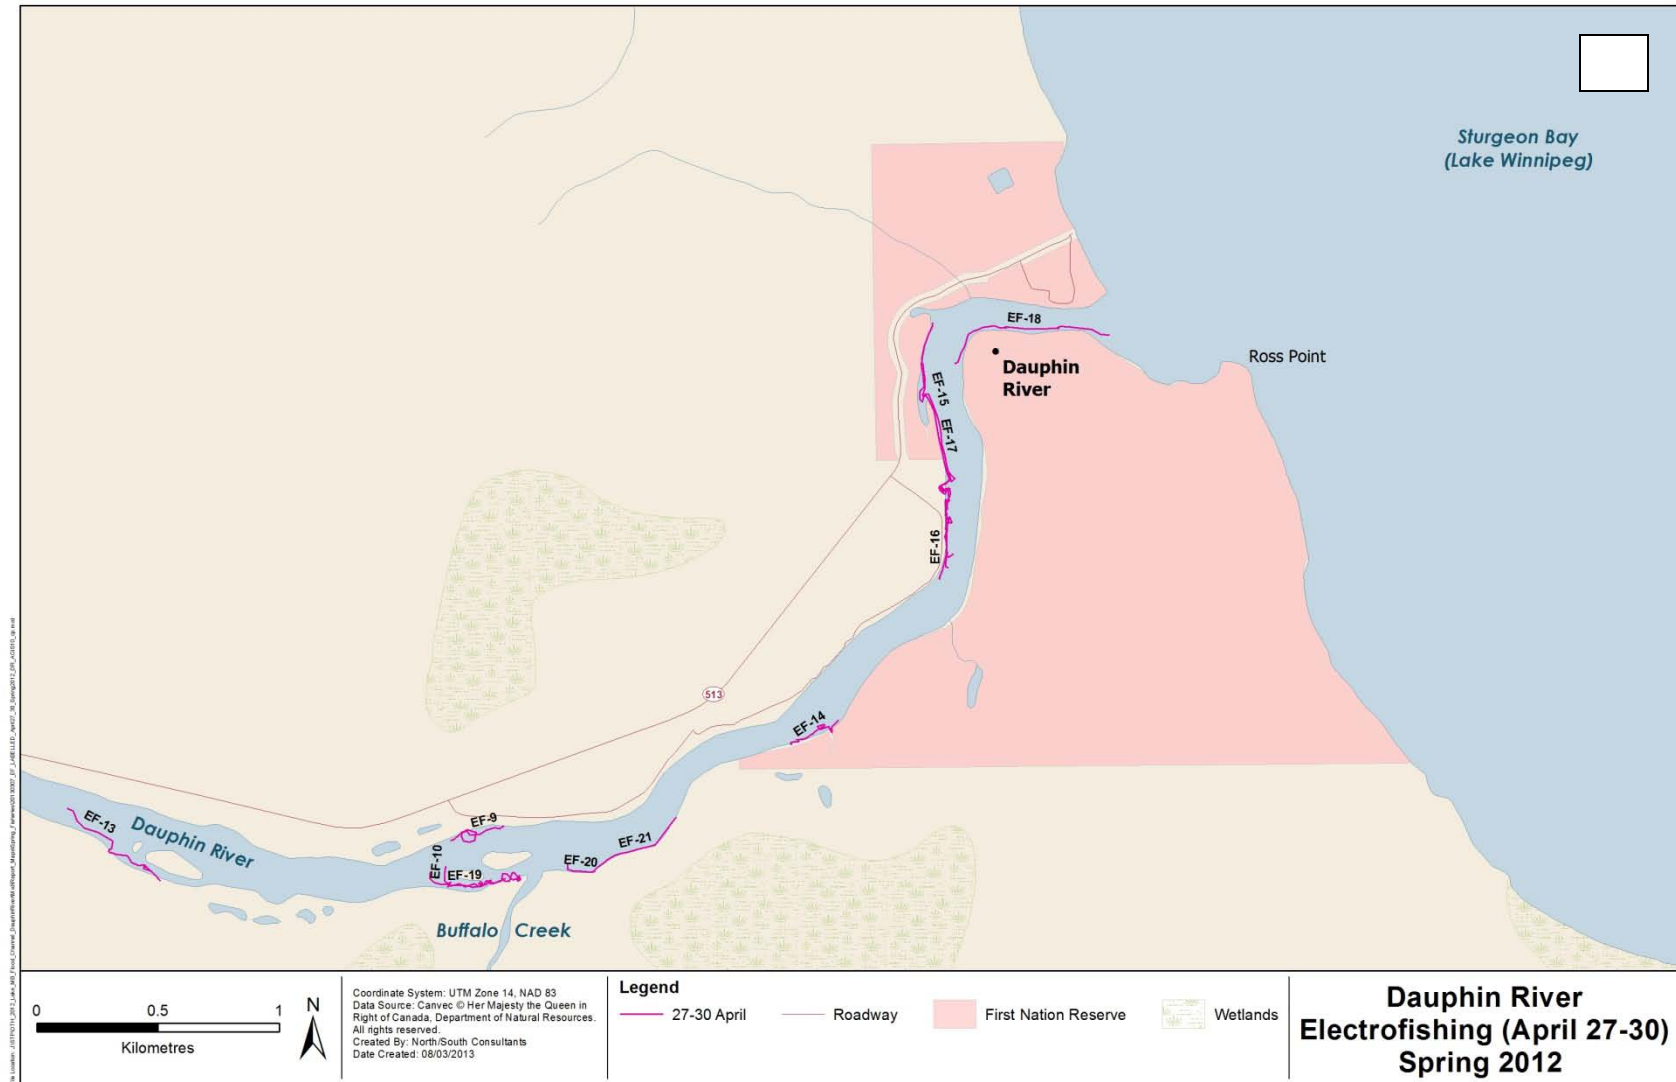 Sturgeon Bay
(Lake Winnipeg)
EF-18
Ross Point
Dauphin
River
EF-15
EF-17
EF-16
513
EF-14
EF-13
Dauphin River
EF-9
EF-10
EF-19
EF-20
EF-21
Buffalo Creek
0 0.5 1
Kilometres
N
Coordinate System: UTM Zone 14, NAD 83
Data Source: Canvec © Her Majesty the Queen in
Right of Canada, Department of Natural Resources.
All rights reserved.
Created By: North/South Consultants
Date Created: 08/03/2013
Legend
27-30 April
Roadway
First Nation Reserve
Wetlands
Dauphin River
Electrofishing (April 27-30)
Spring 2012